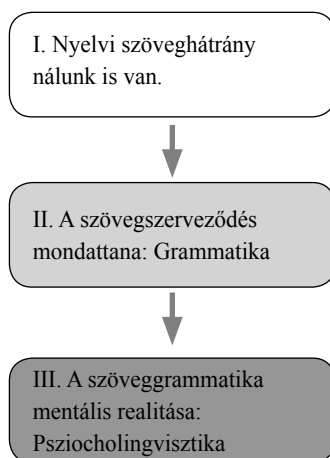 I. Nyelvi szöveghátrány
nálunk is van.
II. A szövegszerveződés
mondattana: Grammatika
III. A szöveggrammatika
mentális realitása:
Psziocholingvisztika